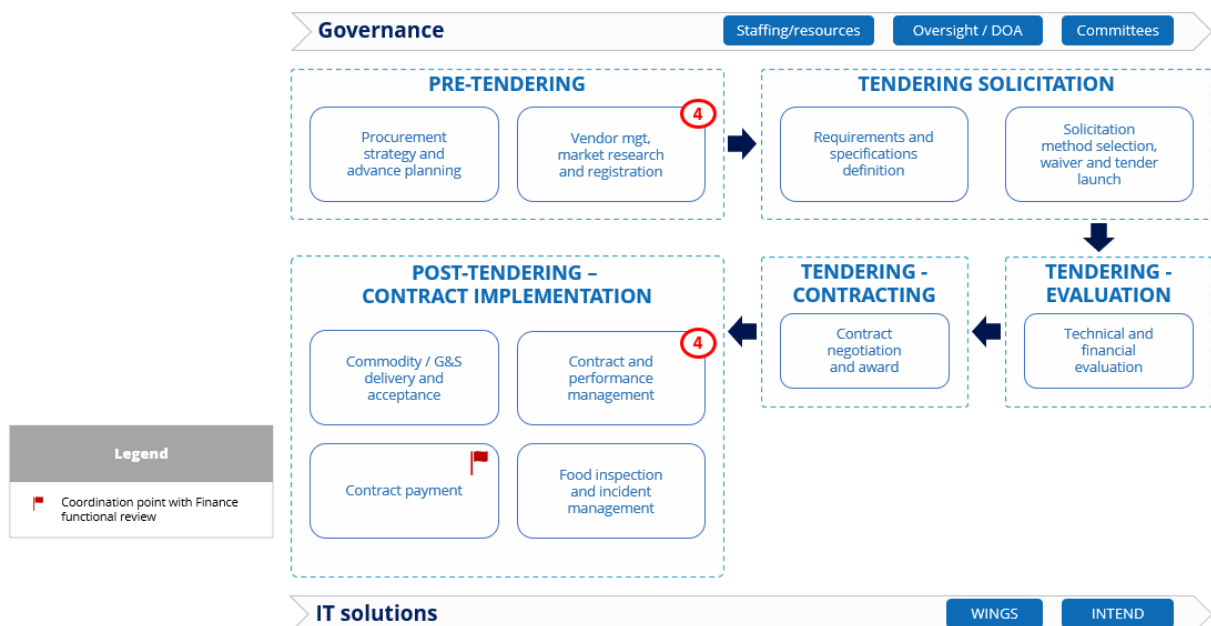 Governance
Staffing/resources
Oversight / DOA
Committees
PRE-TENDERING
Procurement
strategy and
advance planning
4
Vendor mgt,
market research
and registration
TENDERING SOLICITATION
Requirements and
specifications
definition
Solicitation
method selection,
waiver and tender
launch
TENDERING -
EVALUATION
Technical and
financial
evaluation
TENDERING -
CONTRACTING
Contract
negotiation
and award
POST-TENDERING –
CONTRACT IMPLEMENTATION
Commodity / G&S
delivery and
acceptance
4
Contract and
performance
management
Contract payment
Food inspection
and incident
management
Legend
Coordination point with Finance
functional review
IT solutions
WINGS
INTEND